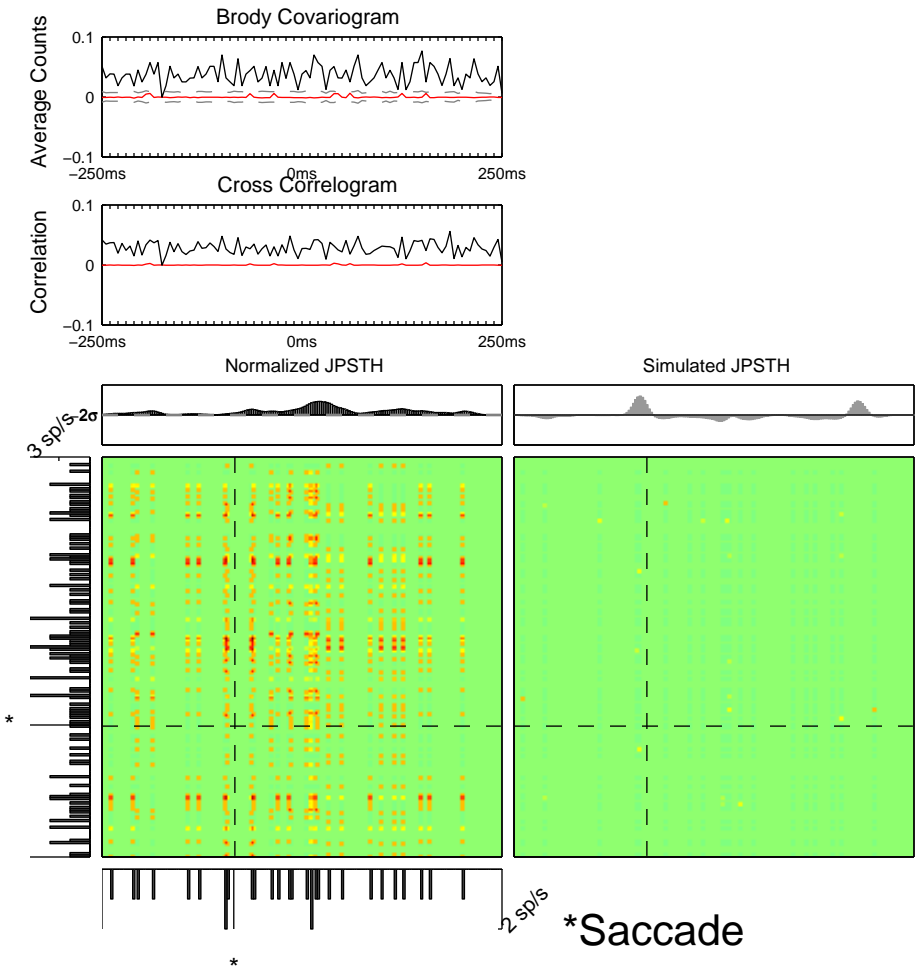 Brody Covariogram
Average Counts
0.1
0
−0.1
−250ms
0ms
250ms
Cross Correlogram
Correlation
0.1
0
−0.1
−250ms
0ms
250ms
Normalized JPSTH
Simulated JPSTH
2σ
3 sp/s
*
2 sp/s
*Saccade
*